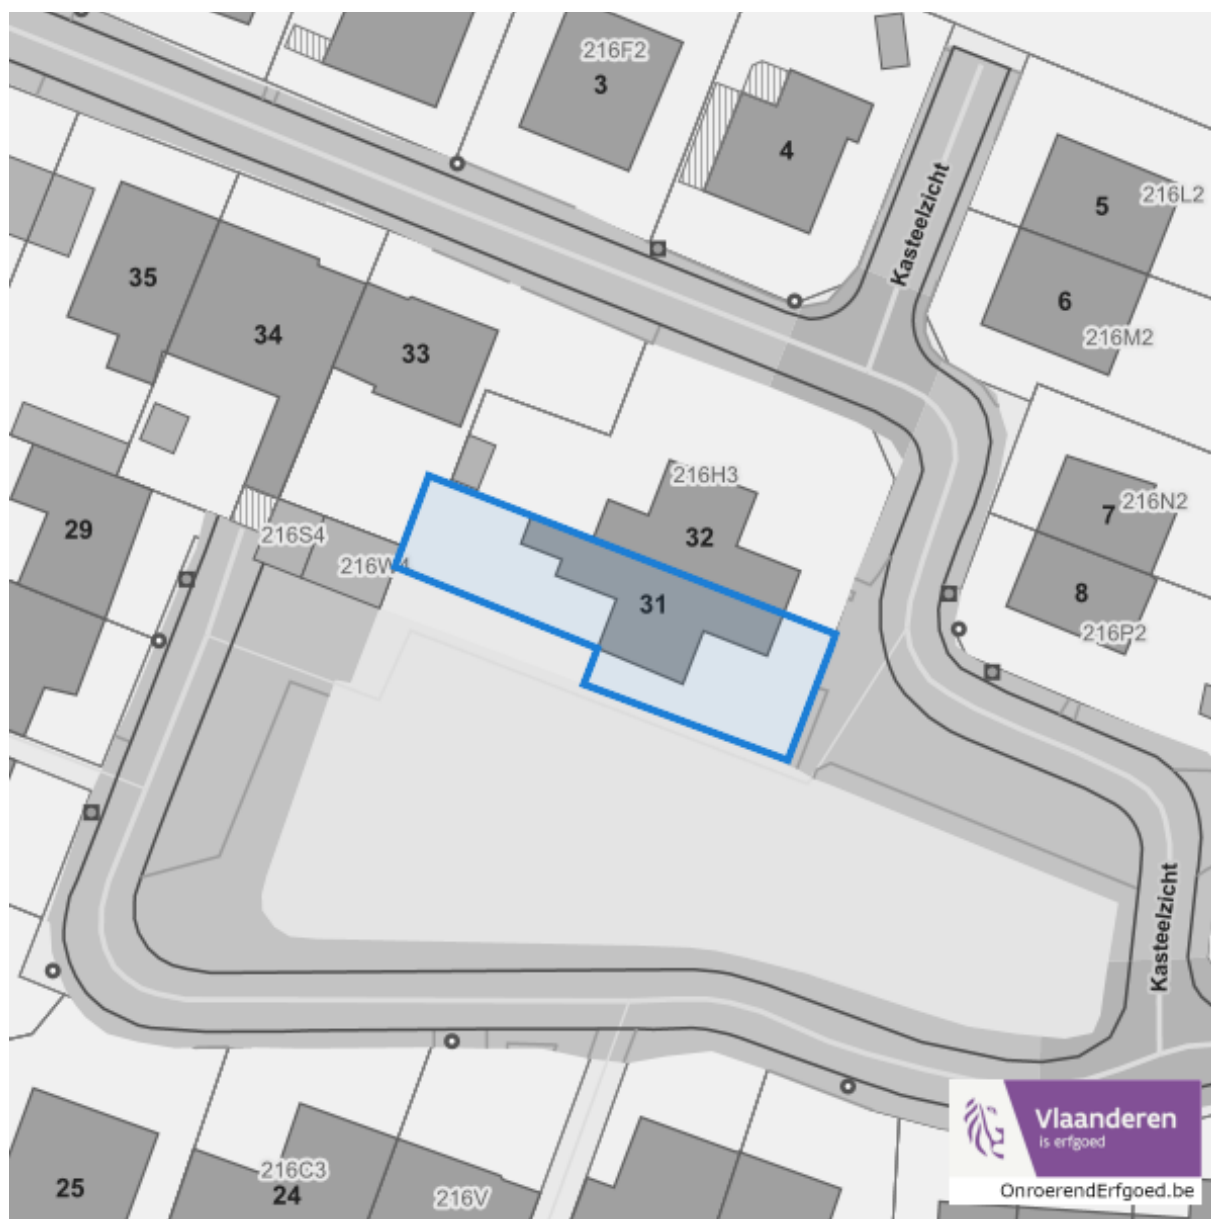 216F2
3
4
Kasteelzicht
5
216L2
6
216M2
35
34
33
216H3
32
7
216N2
8
216P2
29
216S4
216W4
31
Kasteelzicht
25
216C3
24
216V
Vlaanderen
is erfgoed
OnroerendErfgoed.be